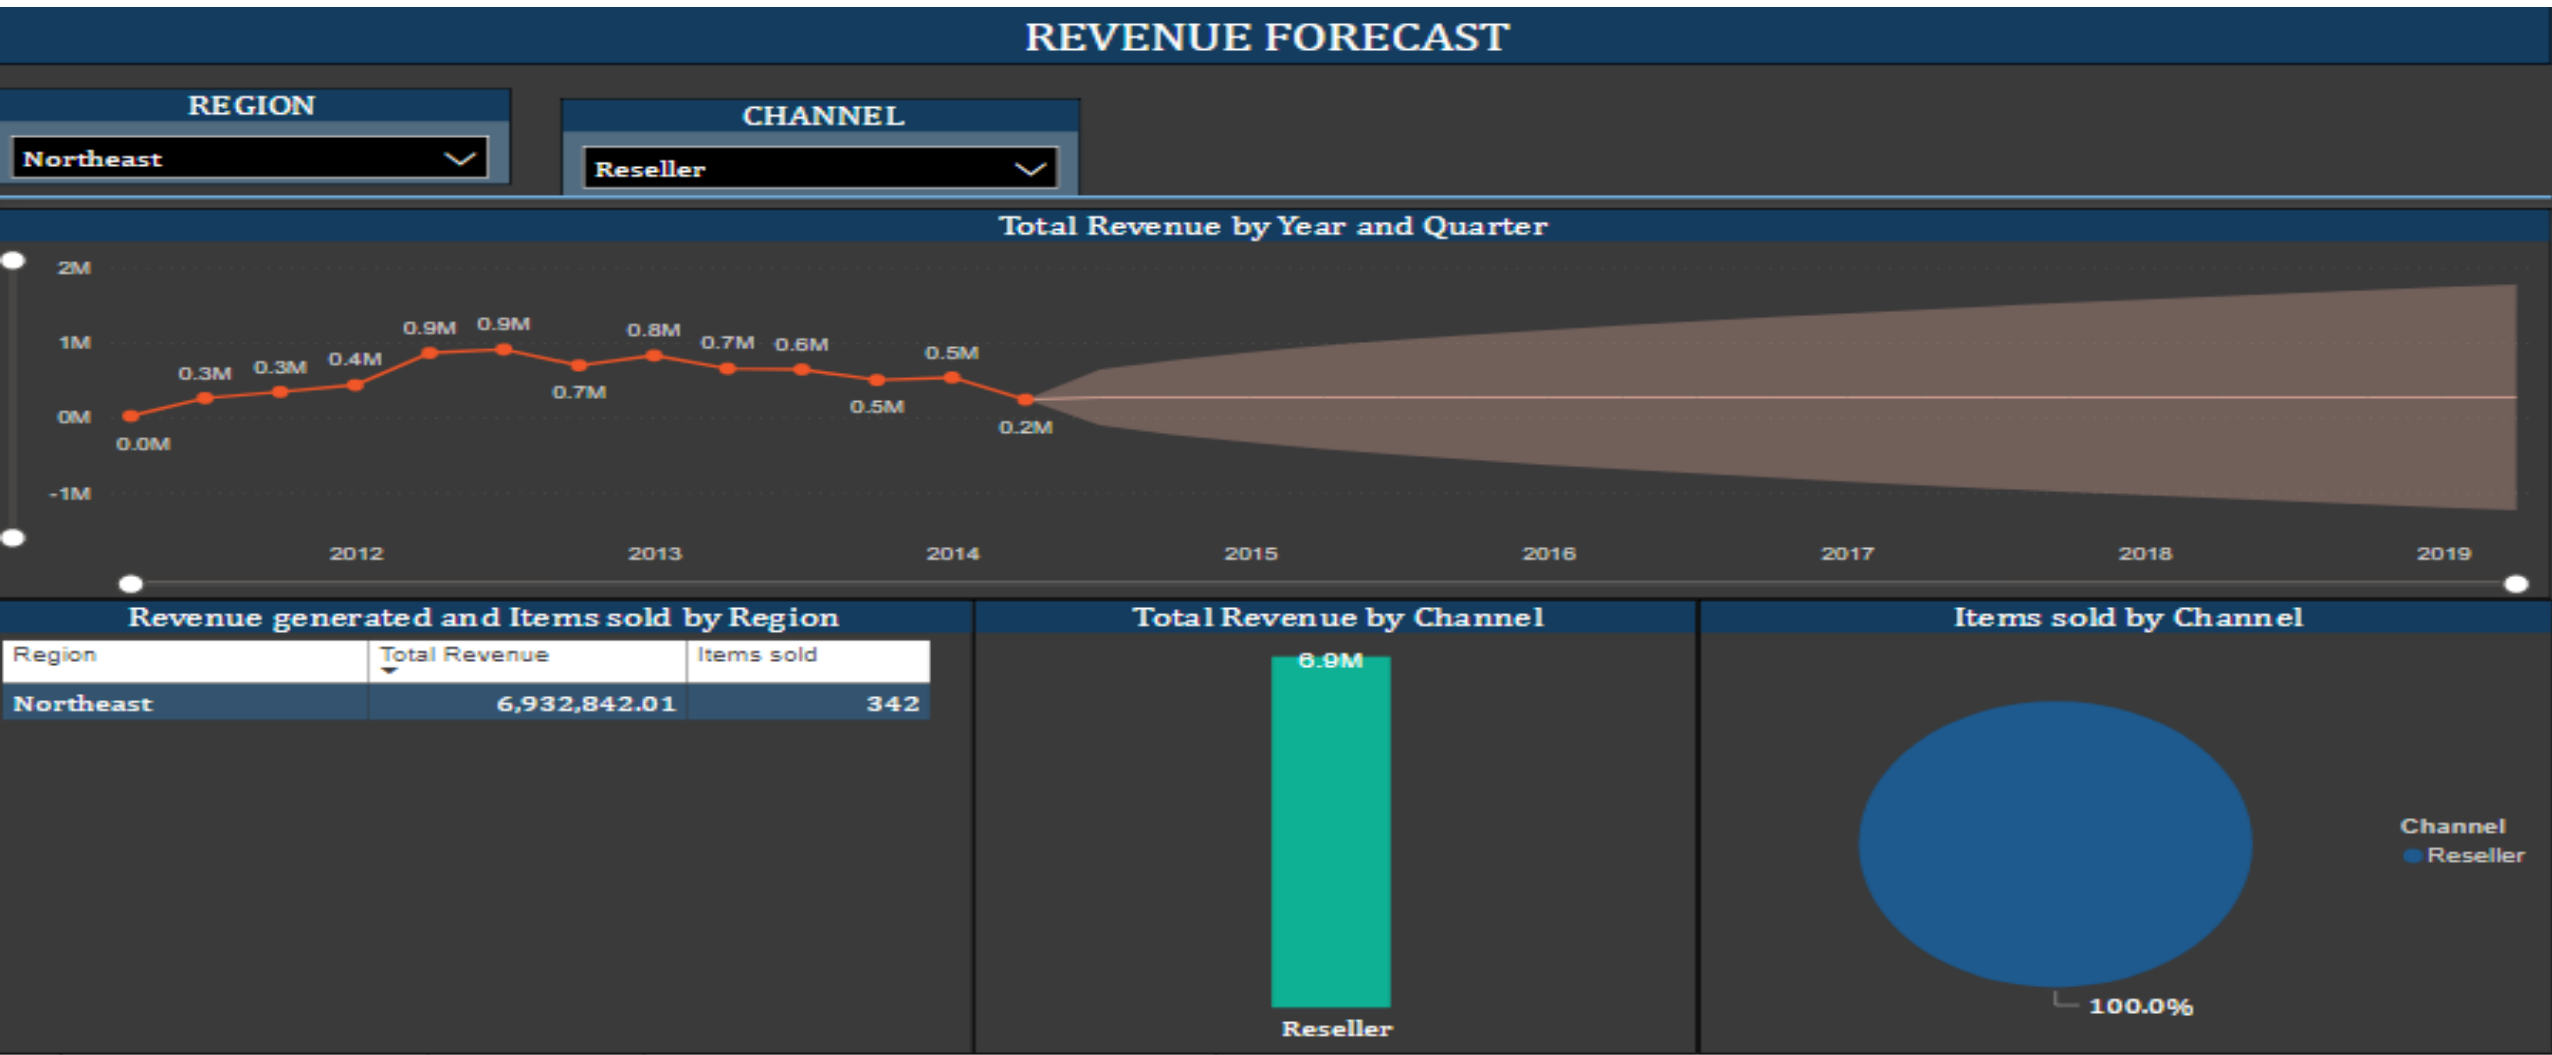 REVENUE FORECAST
REGION
Northeast
CHANNEL
Reseller
Total Revenue by Year and Quarter
2M
1M
0M
-1M
0.0M
0.3M
0.3M
0.4M
0.9M
0.9M
0.7M
0.8M
0.7M
0.6M
0.5M
0.5M
0.2M
2012 2013 2014 2015 2016 2017 2018 2019
Revenue generated and Items sold by Region
Region Total Revenue Items sold
Northeast 6,932,842.01 342
Total Revenue by Channel
6.9M
Reseller
Items sold by Channel
Channel
Reseller
100.0%